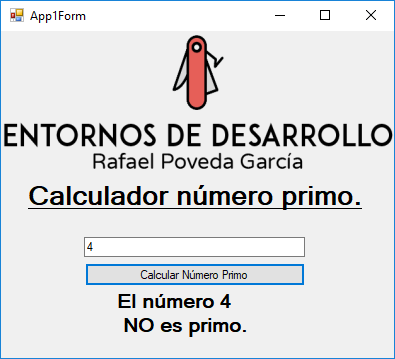 App1Form
ENTORNOS DE DESARROLLO
Rafael Poveda García
Calculador número primo.
4
Calcular Número Primo
El número 4
NO es primo.